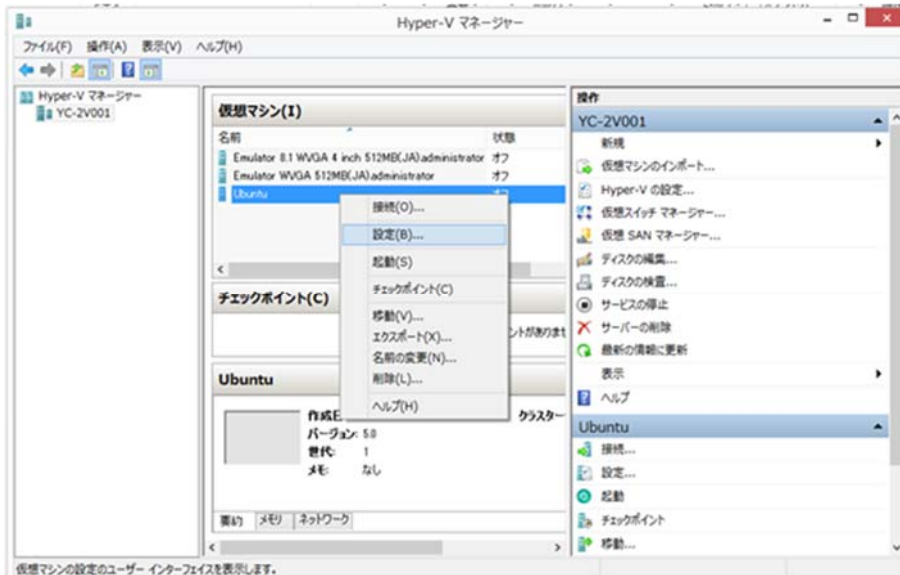 Hyper-V マネージャー
ファイル(F) 操作(A) 表示(V) ヘルプ(H)
Hyper-V マネージャー
YC-2V001
仮想マシン(I)
名前 状態
Emulator 8.1 WVGA 4 inch 512MB(JA).administrator オフ
Emulator WVGA 512MB(JA).administrator オフ
Ubuntu オフ
接続(O)...
設定(B)...
起動(S)
チェックポイント(C)
移動(V)...
エクスポート(X)...
名前の変更(N)...
削除(L)...
ヘルプ(H)
チェックポイント(C)
ントがありませ
Ubuntu
作成日
クラスター
バージョン: 5.0
世代: 1
メモ: なし
要約 メモリ ネットワーク
操作
YC-2V001
新規
仮想マシンのインポート...
Hyper-V の設定...
仮想スイッチ マネージャー...
仮想 SAN マネージャー...
ディスクの編集...
ディスクの検査...
サービスの停止
サーバーの削除
最新の情報に更新
表示
ヘルプ
Ubuntu
接続...
設定...
起動
チェックポイント
移動...
仮想マシンの設定のユーザー インターフェイスを表示します。